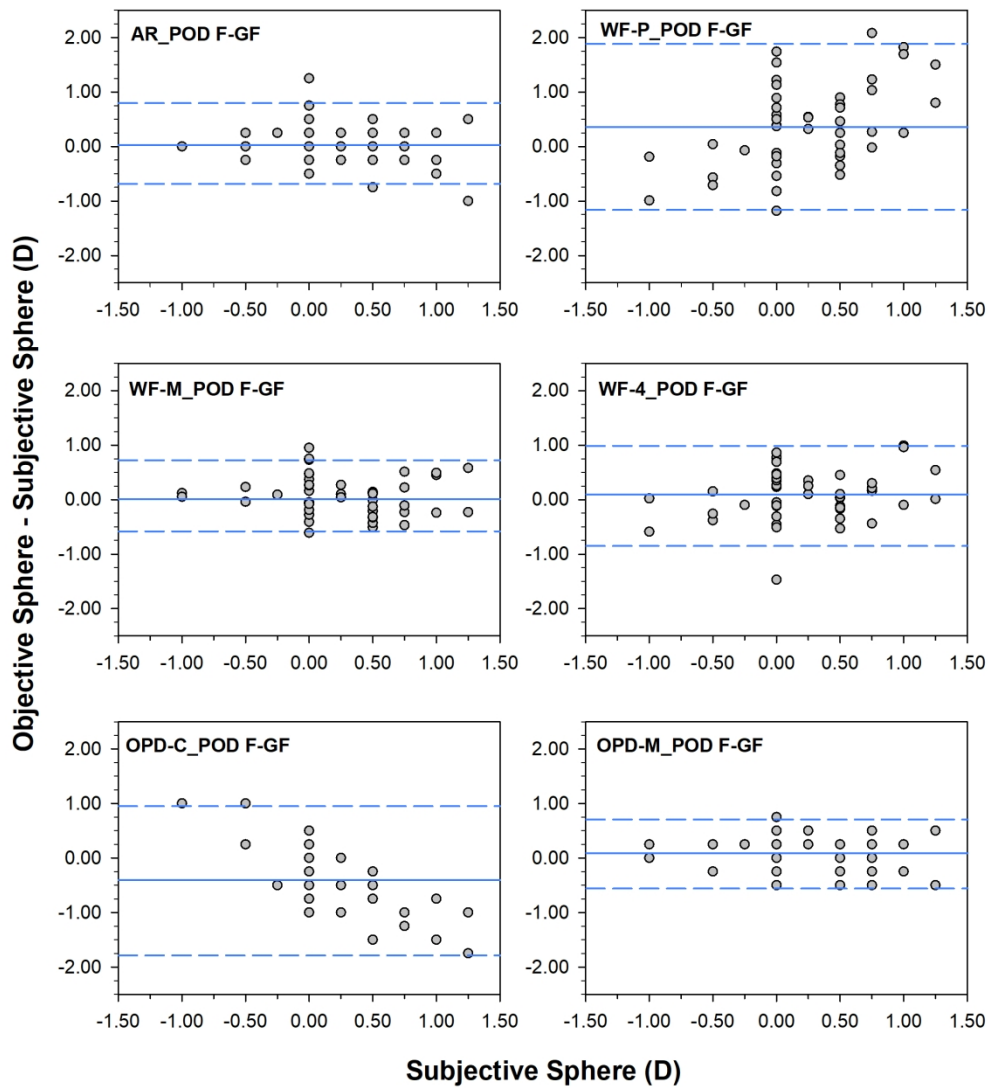 AR_POD F-GF
WF-P_POD F-GF
2.00
1.00
0.00
-1.00
-2.00
2.00
1.00
0.00
-1.00
-2.00
-1.50 -1.00 -0.50 0.00 0.50 1.00 1.50
-1.50 -1.00 -0.50 0.00 0.50 1.00 1.50
WF-M_POD F-GF
WF-4_POD F-GF
2.00
1.00
0.00
-1.00
-2.00
2.00
1.00
0.00
-1.00
-2.00
-1.50 -1.00 -0.50 0.00 0.50 1.00 1.50
-1.50 -1.00 -0.50 0.00 0.50 1.00 1.50
OPD-C_POD F-GF
OPD-M_POD F-GF
2.00
1.00
0.00
-1.00
-2.00
2.00
1.00
0.00
-1.00
-2.00
-1.50 -1.00 -0.50 0.00 0.50 1.00 1.50
-1.50 -1.00 -0.50 0.00 0.50 1.00 1.50
Objective Sphere - Subjective Sphere (D)
Subjective Sphere (D)